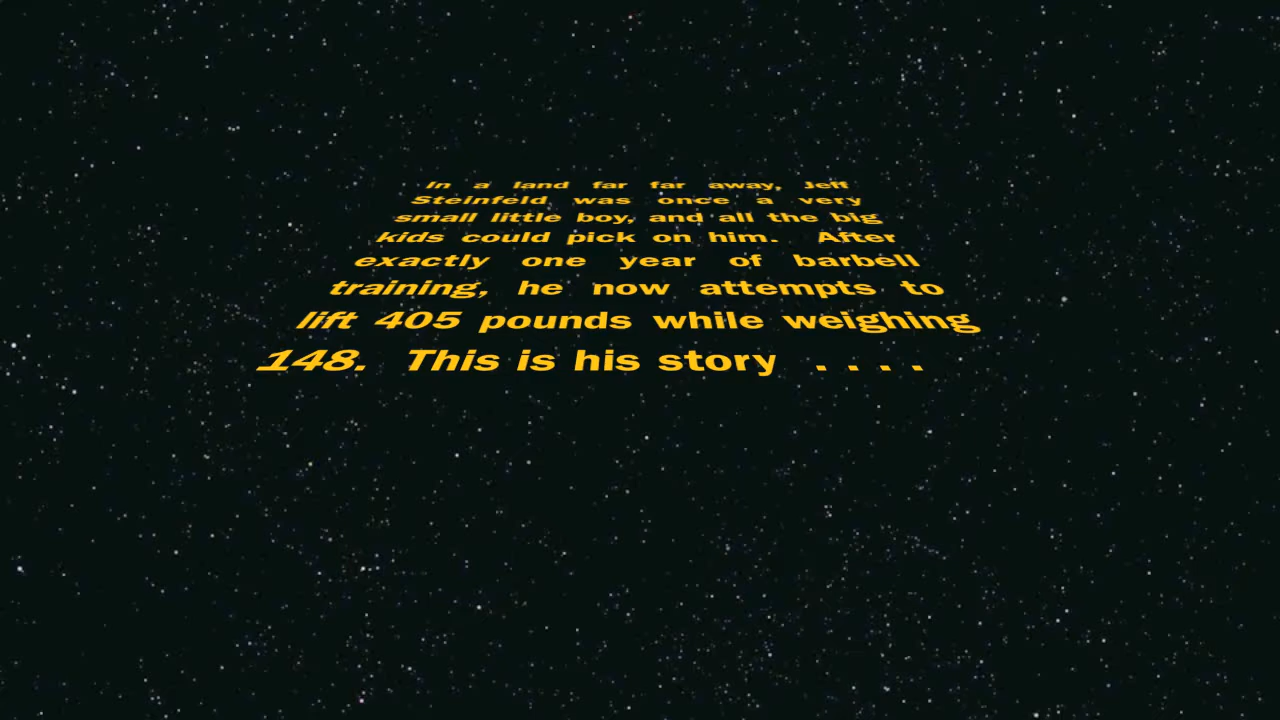 In a land far far away, Jeff
Steinfeld was once a very
small little boy, and all the big
kids could pick on him. After
exactly one year of barbell
training, he now attempts to
lift 405 pounds while weighing
148. This is his story . . . .